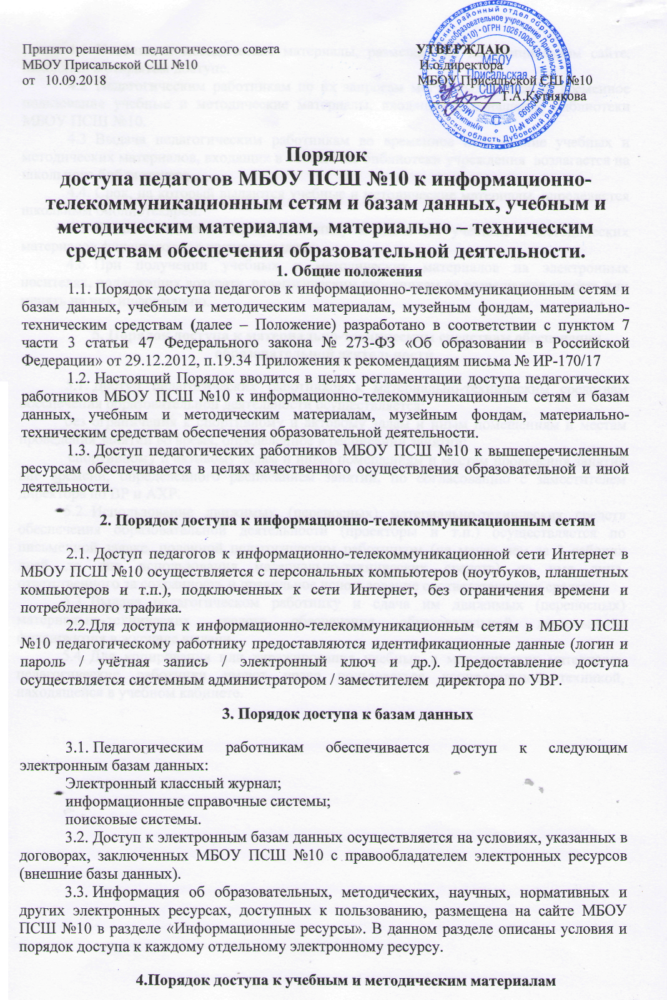 Принято решением педагогического совета
МБОУ Присальской СШ №10
от 10.09.2018
УТВЕРЖДАЮ
И.о.директора
МБОУ Присальской СШ №10
Т.А.Кутнякова
МБОУ
Присальская
СШ №10
Порядок
доступа педагогов МБОУ ПСШ №10 к информационно-
телекоммуникационным сетям и базам данных, учебным и
методическим материалам, материально – техническим
средствам обеспечения образовательной деятельности.
1. Общие положения
1.1. Порядок доступа педагогов к информационно-телекоммуникационным сетям и
базам данных, учебным и методическим материалам, музейным фондам, материально-
техническим средствам (далее – Положение) разработано в соответствии с пунктом 7
части 3 статьи 47 Федерального закона № 273-ФЗ «Об образовании в Российской
Федерации» от 29.12.2012, п.19.34 Приложения к рекомендациям письма № ИР-170/17
1.2. Настоящий Порядок вводится в целях регламентации доступа педагогических
работников МБОУ ПСШ №10 к информационно-телекоммуникационным сетям и базам
данных, учебным и методическим материалам, музейным фондам, материально-
техническим средствам обеспечения образовательной деятельности.
1.3. Доступ педагогических работников МБОУ ПСШ №10 к вышеперечисленным
ресурсам обеспечивается в целях качественного осуществления образовательной и иной
деятельности.
2. Порядок доступа к информационно-телекоммуникационным сетям
2.1. Доступ педагогов к информационно-телекоммуникационной сети Интернет в
МБОУ ПСШ №10 осуществляется с персональных компьютеров (ноутбуков, планшетных
компьютеров и т.п.), подключенных к сети Интернет, без ограничения времени и
потребленного трафика.
2.2.Для доступа к информационно-телекоммуникационным сетям в МБОУ ПСШ
№10 педагогическому работнику предоставляются идентификационные данные (логин и
пароль / учётная запись / электронный ключ и др.). Предоставление доступа
осуществляется системным администратором / заместителем директора по УВР.
3. Порядок доступа к базам данных
3.1. Педагогическим работникам обеспечивается доступ к следующим
электронным базам данных:
Электронный классный журнал;
информационные справочные системы;
поисковые системы.
3.2. Доступ к электронным базам данных осуществляется на условиях, указанных в
договорах, заключенных МБОУ ПСШ №10 с правообладателем электронных ресурсов
(внешние базы данных).
3.3. Информация об образовательных, методических, научных, нормативных и
других электронных ресурсах, доступных к пользованию, размещена на сайте МБОУ
ПСШ №10 в разделе «Информационные ресурсы». В данном разделе описаны условия и
порядок доступа к каждому отдельному электронному ресурсу.
4.Порядок доступа к учебным и методическим материалам